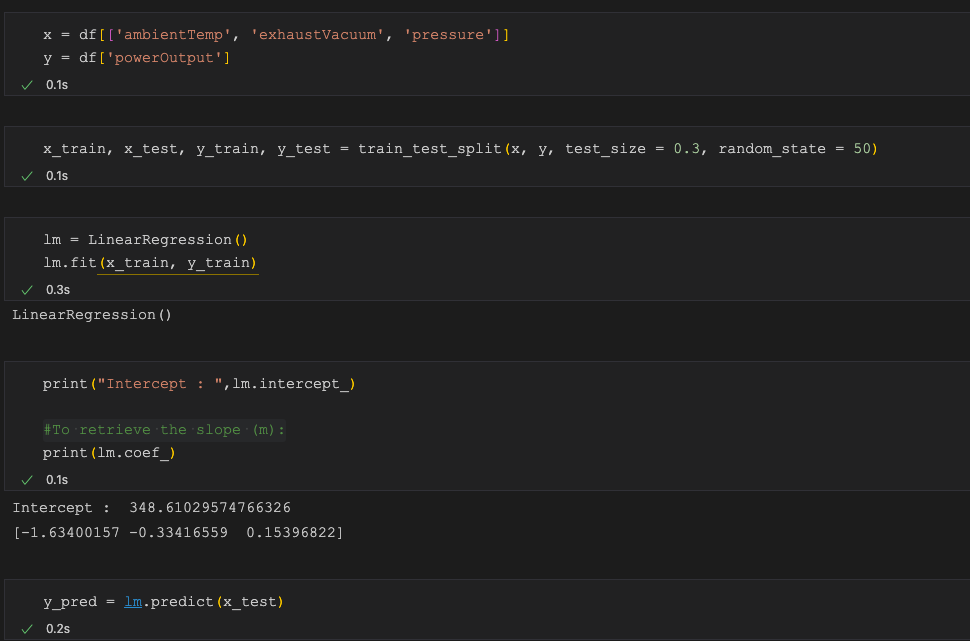 x = df[['ambientTemp', 'exhaustVacuum', 'pressure']]
y = df['powerOutput']
0.1s
x_train, x_test, y_train, y_test = train_test_split(x, y, test_size = 0.3, random_state = 50)
0.1s
lm = LinearRegression()
lm.fit(x_train, y_train)
0.3s
LinearRegression()
print("Intercept : ",lm.intercept_)
#To retrieve the slope (m):
print(lm.coef_)
0.1s
Intercept :  348.61029574766326
[-1.63400157 -0.33416559  0.15396822]
y_pred = lm.predict(x_test)
0.2s